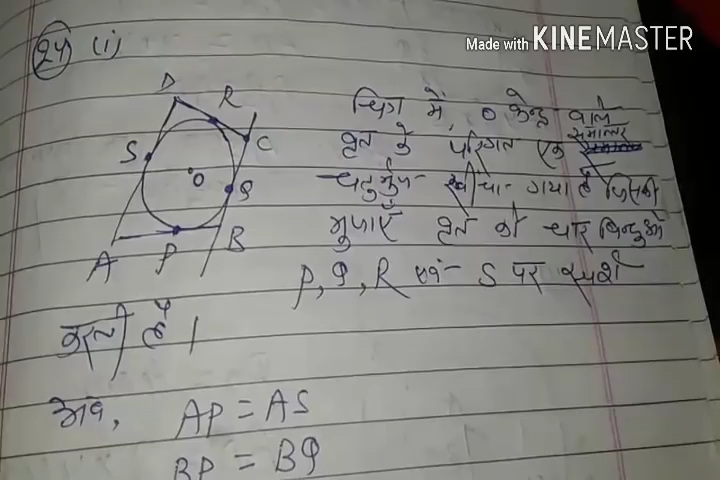 Made with KINEMASTER
24 (i)
D R
S C
O Q
A P B
चित्र में, O केन्द्र वाले
वृत के परिगत एक समान्तर
चतुर्भुज खींचा गया है जिसकी
भुजाएँ वृत को चार बिन्दुओं
P, Q, R एवं S पर स्पर्श
करती है।
अब, AP = AS
BP = BQ